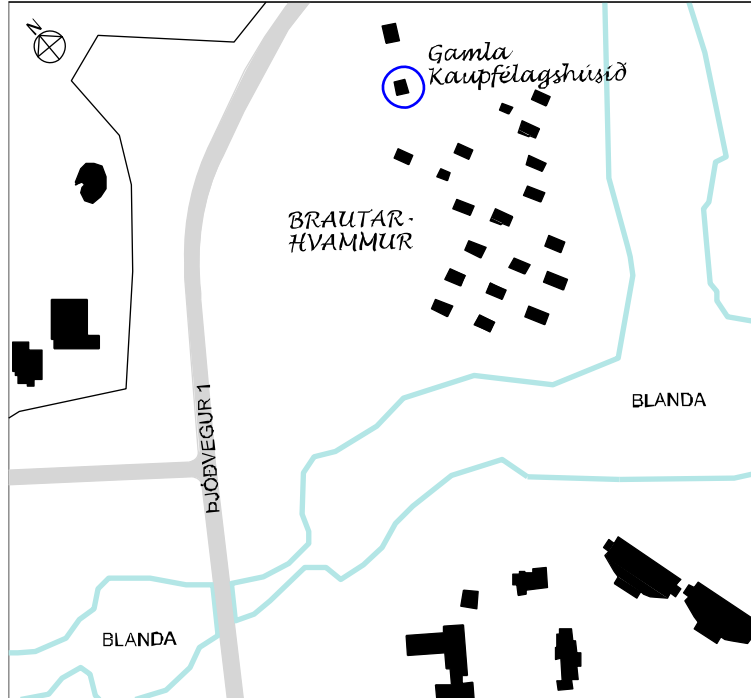 N
Gamla
Kaupfélagshúsið
BRAUTAR-
HVAMMUR
BLANDA
ÞJÓÐVEGUR 1
BLANDA